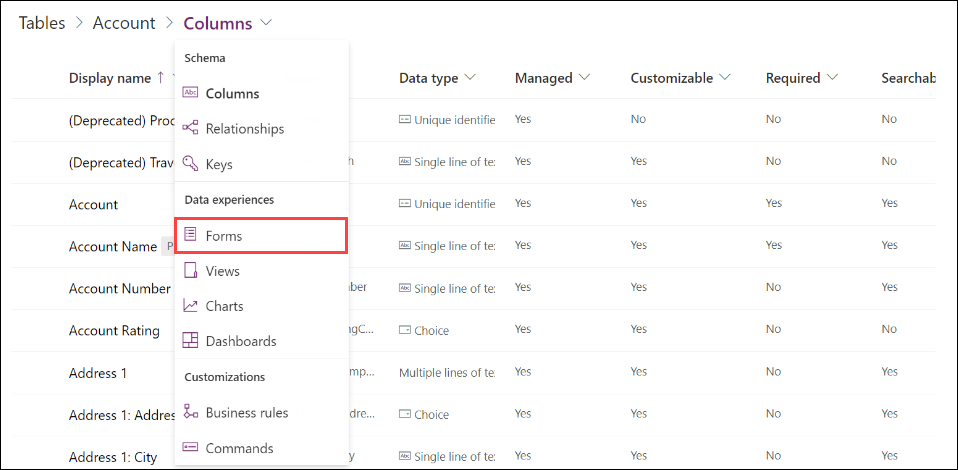 Tables > Account > Columns
Schema
Display name ↑ Data type Managed Customizable Required Searchab
Columns
(Deprecated) Proc Unique identifie Yes No No No
Relationships
(Deprecated) Trav h Single line of te: Yes Yes No No
Keys
Data experiences
Account Unique identifie Yes Yes Yes Yes
Forms
Account Name P Single line of te: Yes Yes Yes Yes
Views
Account Number nber Single line of te: Yes Yes No Yes
Charts
Account Rating ngC... Choice Yes Yes No No
Dashboards
Address 1 mp... Multiple lines of te: Yes Yes No Yes
Customizations
Address 1: Addres dre... Choice Yes Yes No Yes
Business rules
Address 1: City y Single line of te: Yes Yes No Yes
Commands